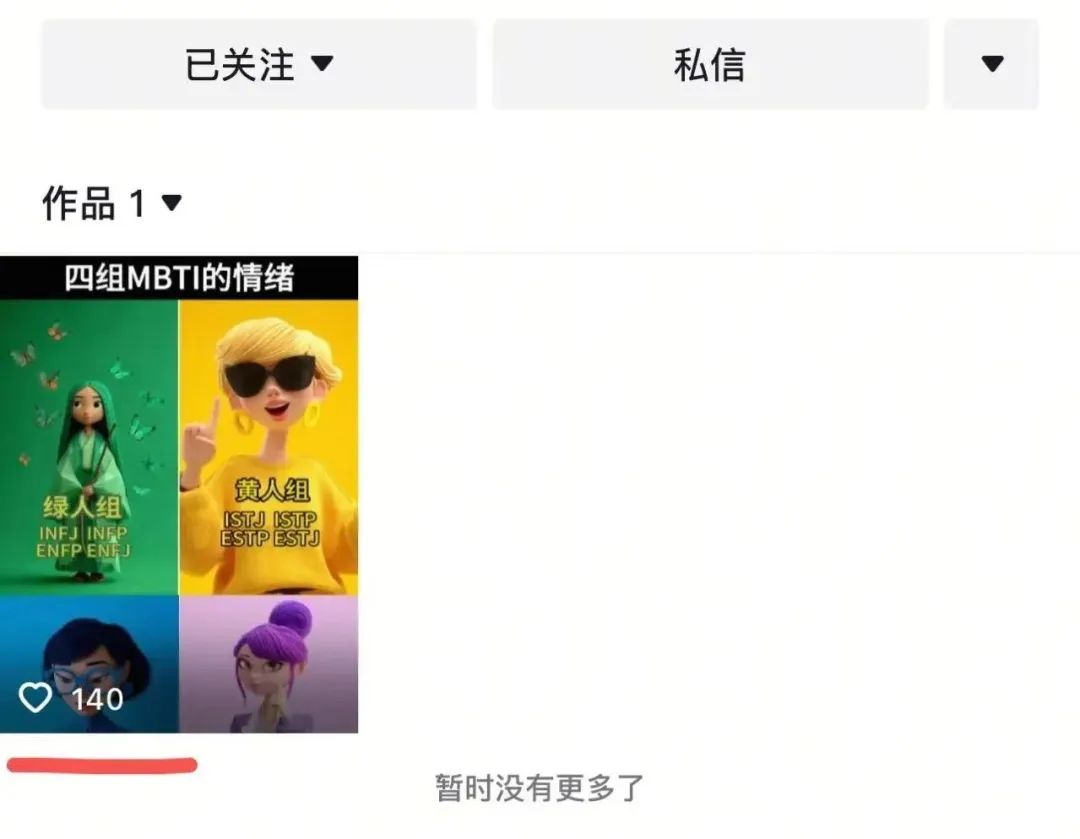 已关注
私信
作品 1
四组MBTI的情绪
绿人组
INFJ INFP
ENFP ENFJ
黄人组
ISTJ ISTP
ESTP ESTJ
140
暂时没有更多了